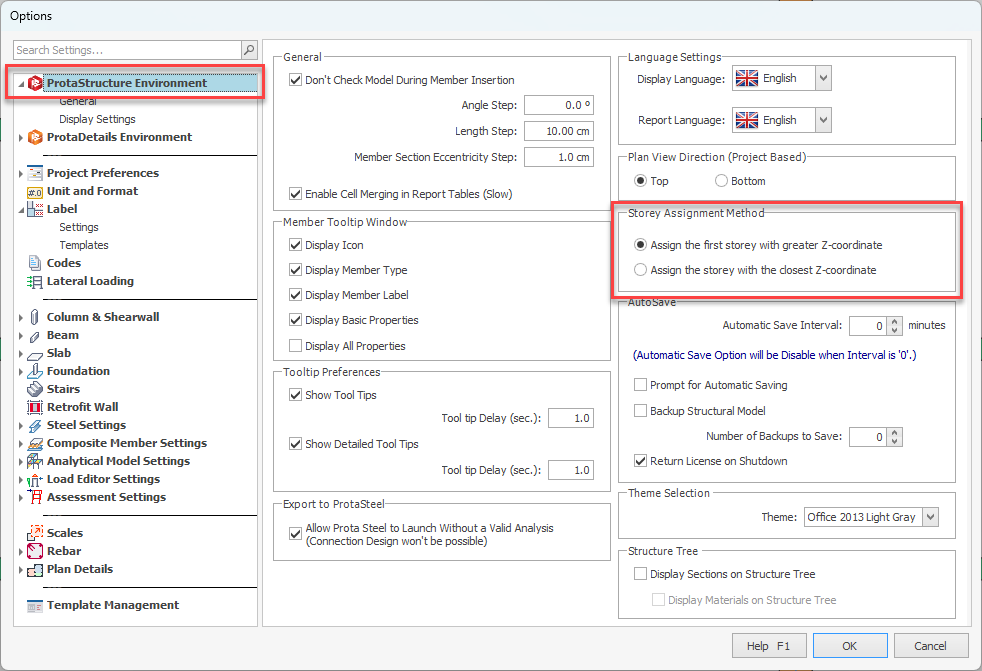 Options
Search Settings...
ProtaStructure Environment
General
Display Settings
ProtaDetails Environment
Project Preferences
Unit and Format
Label
Settings
Templates
Codes
Lateral Loading
Column & Shearwall
Beam
Slab
Foundation
Stairs
Retrofit Wall
Steel Settings
Composite Member Settings
Analytical Model Settings
Load Editor Settings
Assessment Settings
Scales
Rebar
Plan Details
Template Management
General
Don't Check Model During Member Insertion
Angle Step: 0.0 º
Length Step: 10.00 cm
Member Section Eccentricity Step: 1.0 cm
Enable Cell Merging in Report Tables (Slow)
Member Tooltip Window
Display Icon
Display Member Type
Display Member Label
Display Basic Properties
Display All Properties
Tooltip Preferences
Show Tool Tips
Tool tip Delay (sec.): 1.0
Show Detailed Tool Tips
Tool tip Delay (sec.): 1.0
Export to ProtaSteel
Allow Prota Steel to Launch Without a Valid Analysis
(Connection Design won't be possible)
Language Settings
Display Language: English
Report Language: English
Plan View Direction (Project Based)
Top Bottom
Storey Assignment Method
Assign the first storey with greater Z-coordinate
Assign the storey with the closest Z-coordinate
AutoSave
Automatic Save Interval: 0 minutes
(Automatic Save Option will be Disable when Interval is '0'.)
Prompt for Automatic Saving
Backup Structural Model
Number of Backups to Save: 0
Return License on Shutdown
Theme Selection
Theme: Office 2013 Light Gray
Structure Tree
Display Sections on Structure Tree
Display Materials on Structure Tree
Help F1 OK Cancel